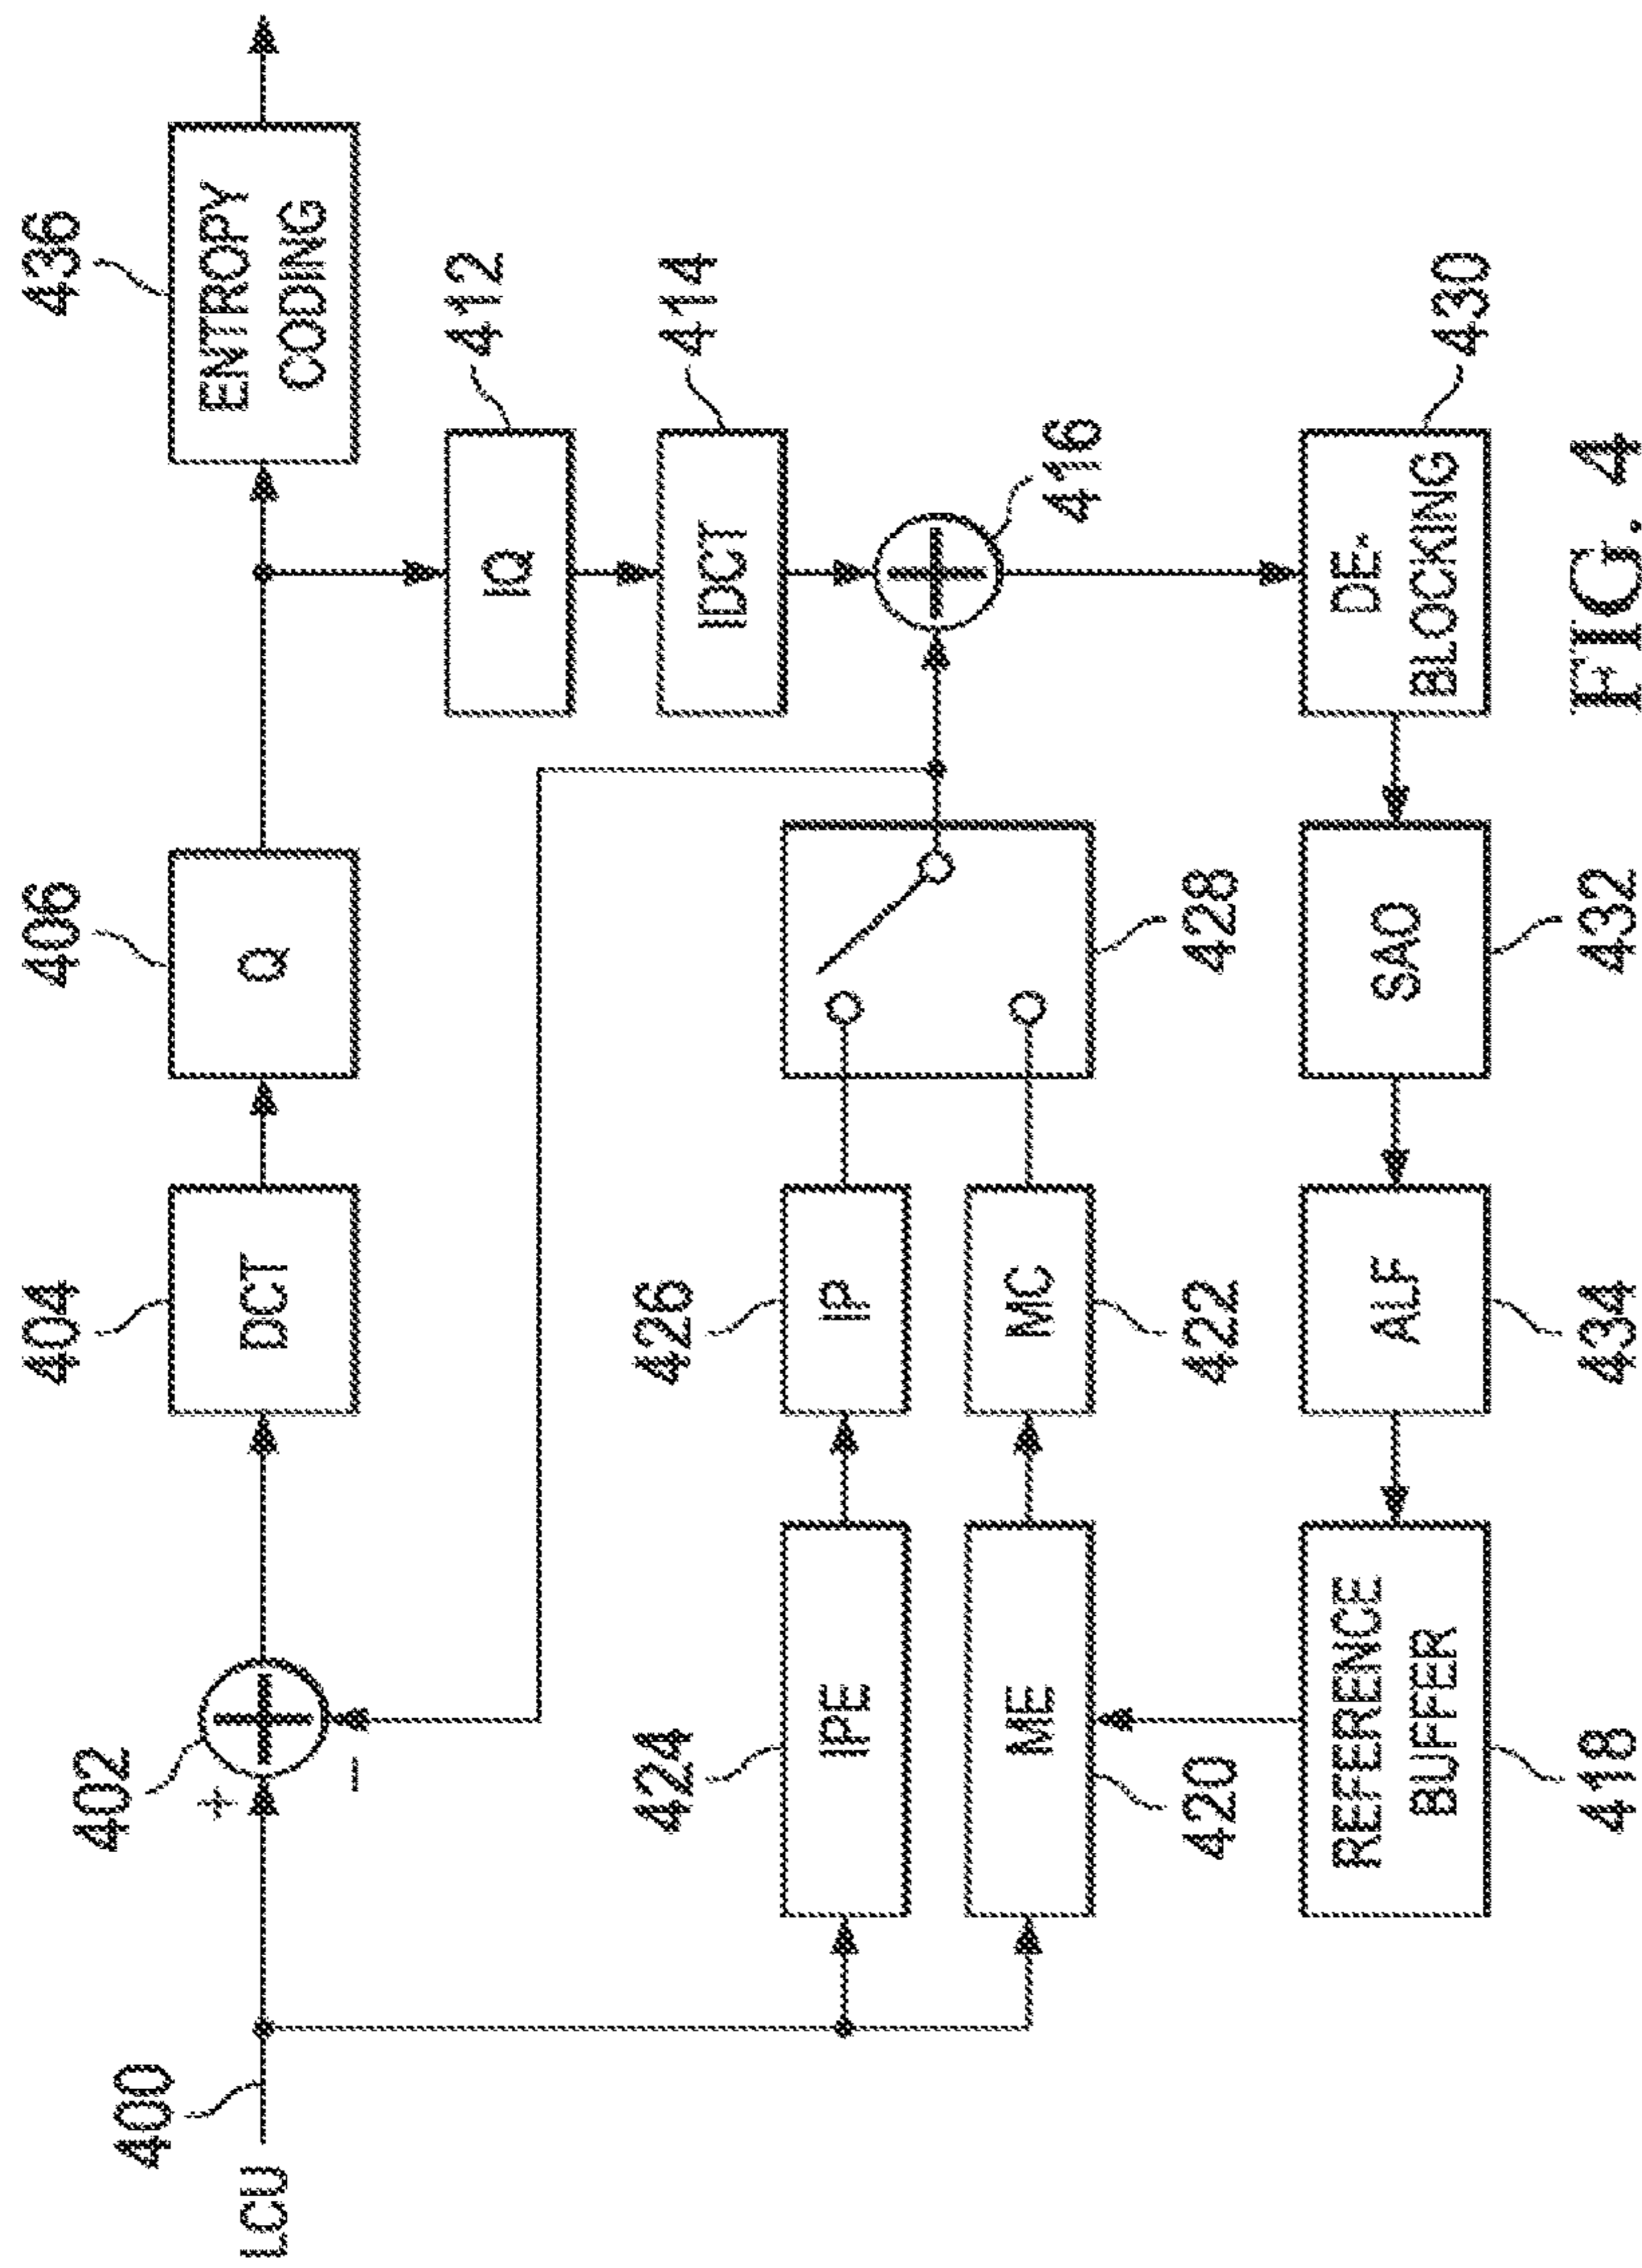 436
406
404
402
400
ENTROPY
CODING
Q
DCT
+
-
LCU
412
IQ
414
IDCT
416
426
IP
424
IPE
428
MC
422
ME
420
430
DE-
BLOCKING
SAO
432
ALF
434
REFERENCE
BUFFER
418
FIG. 4